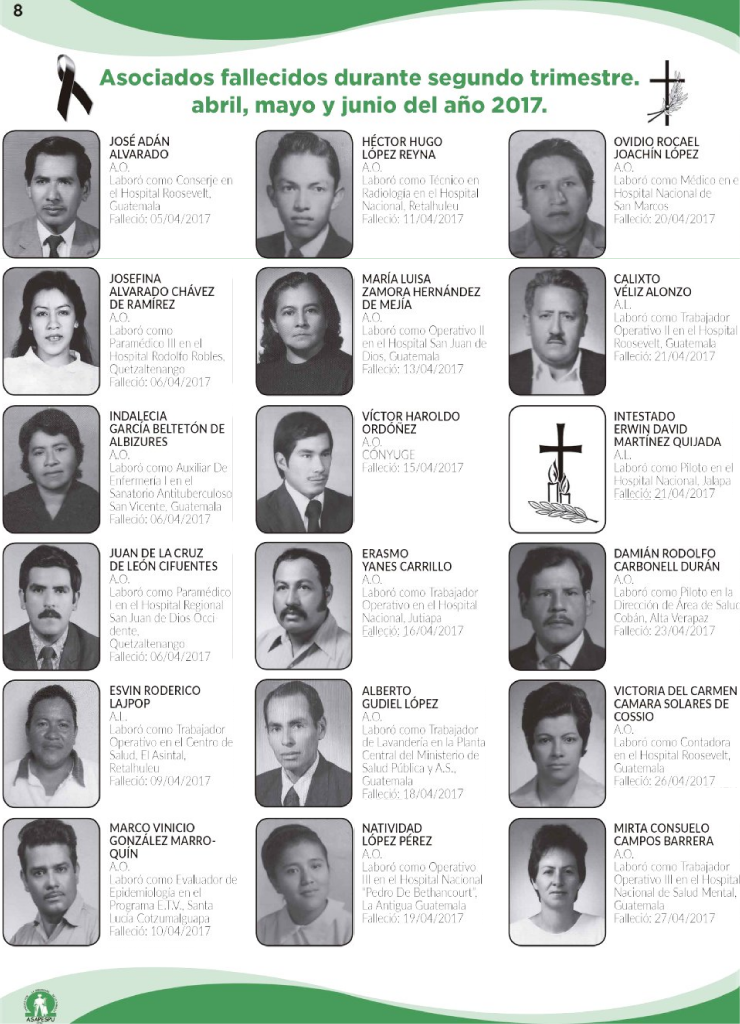 8
Asociados fallecidos durante segundo trimestre.
abril, mayo y junio del año 2017.
JOSÉ ADÁN
ALVARADO
A.O.
Laboró como Conserje en
el Hospital Roosevelt,
Guatemala
Falleció: 05/04/2017
HÉCTOR HUGO
LÓPEZ REYNA
A.O.
Laboró como Técnico en
Radiología en el Hospital
Nacional, Retalhuleu
Falleció: 11/04/2017
OVIDIO ROCAEL
JOACHÍN LÓPEZ
A.O.
Laboró como Médico en e
Hospital Nacional de
San Marcos
Falleció: 20/04/2017
JOSEFINA
ALVARADO CHÁVEZ
DE RAMÍREZ
A.O.
Laboró como
Paramédico III en el
Hospital Rodolfo Robles,
Quetzaltenango
Falleció: 06/04/2017
MARÍA LUISA
ZAMORA HERNÁNDEZ
DE MEJÍA
A.O.
Laboró como Operativo II
en el Hospital San Juan de
Dios, Guatemala
Falleció: 13/04/2017
CALIXTO
VÉLIZ ALONZO
A.L.
Laboró como Trabajador
Operativo II en el Hospital
Roosevelt, Guatemala
Falleció: 21/04/2017
INDALECIA
GARCÍA BELTETÓN DE
ALBIZURES
A.O.
Laboró como Auxiliar De
Enfermería I en el
Sanatorio Antituberculoso
San Vicente, Guatemala
Falleció: 06/04/2017
VÍCTOR HAROLDO
ORDÓÑEZ
A.O.
CÓNYUGE
Falleció: 15/04/2017
INTESTADO
ERWIN DAVID
MARTÍNEZ QUIJADA
A.L.
Laboró como Piloto en el
Hospital Nacional, Jalapa
Falleció: 21/04/2017
JUAN DE LA CRUZ
DE LEÓN CIFUENTES
A.O.
Laboró como Paramédico
I en el Hospital Regional
San Juan de Dios Occi-
dente,
Quetzaltenango
Falleció: 06/04/2017
ERASMO
YANES CARRILLO
A.O.
Laboró como Trabajador
Operativo en el Hospital
Nacional, Jutiapa
Falleció: 16/04/2017
DAMIÁN RODOLFO
CARBONELL DURÁN
A.O.
Laboró como Piloto en la
Dirección de Área de Salud
Cobán, Alta Verapaz
Falleció: 23/04/2017
ESVIN RODERICO
LAJPOP
A.L.
Laboró como Trabajador
Operativo en el Centro de
Salud, El Asintal,
Retalhuleu
Falleció: 09/04/2017
ALBERTO
GUDIEL LÓPEZ
A.O.
Laboró como Trabajador
de Lavandería en la Planta
Central del Ministerio de
Salud Pública y A.S.,
Guatemala
Falleció: 18/04/2017
VICTORIA DEL CARMEN
CAMARA SOLARES DE
COSSIO
A.O.
Laboró como Contadora
en el Hospital Roosevelt,
Guatemala
Falleció: 26/04/2017
MARCO VINICIO
GONZÁLEZ MARRO-
QUÍN
A.O.
Laboró como Evaluador de
Epidemiología en el
Programa E.T.V., Santa
Lucía Cotzumalguapa
Falleció: 10/04/2017
NATIVIDAD
LÓPEZ PÉREZ
A.O.
Laboró como Operativo
III en el Hospital Nacional
"Pedro De Bethancourt",
La Antigua Guatemala
Falleció: 19/04/2017
MIRTA CONSUELO
CAMPOS BARRERA
A.O.
Laboró como Trabajador
Operativo III en el Hospital
Nacional de Salud Mental,
Guatemala
Falleció: 27/04/2017
ASAPESPU